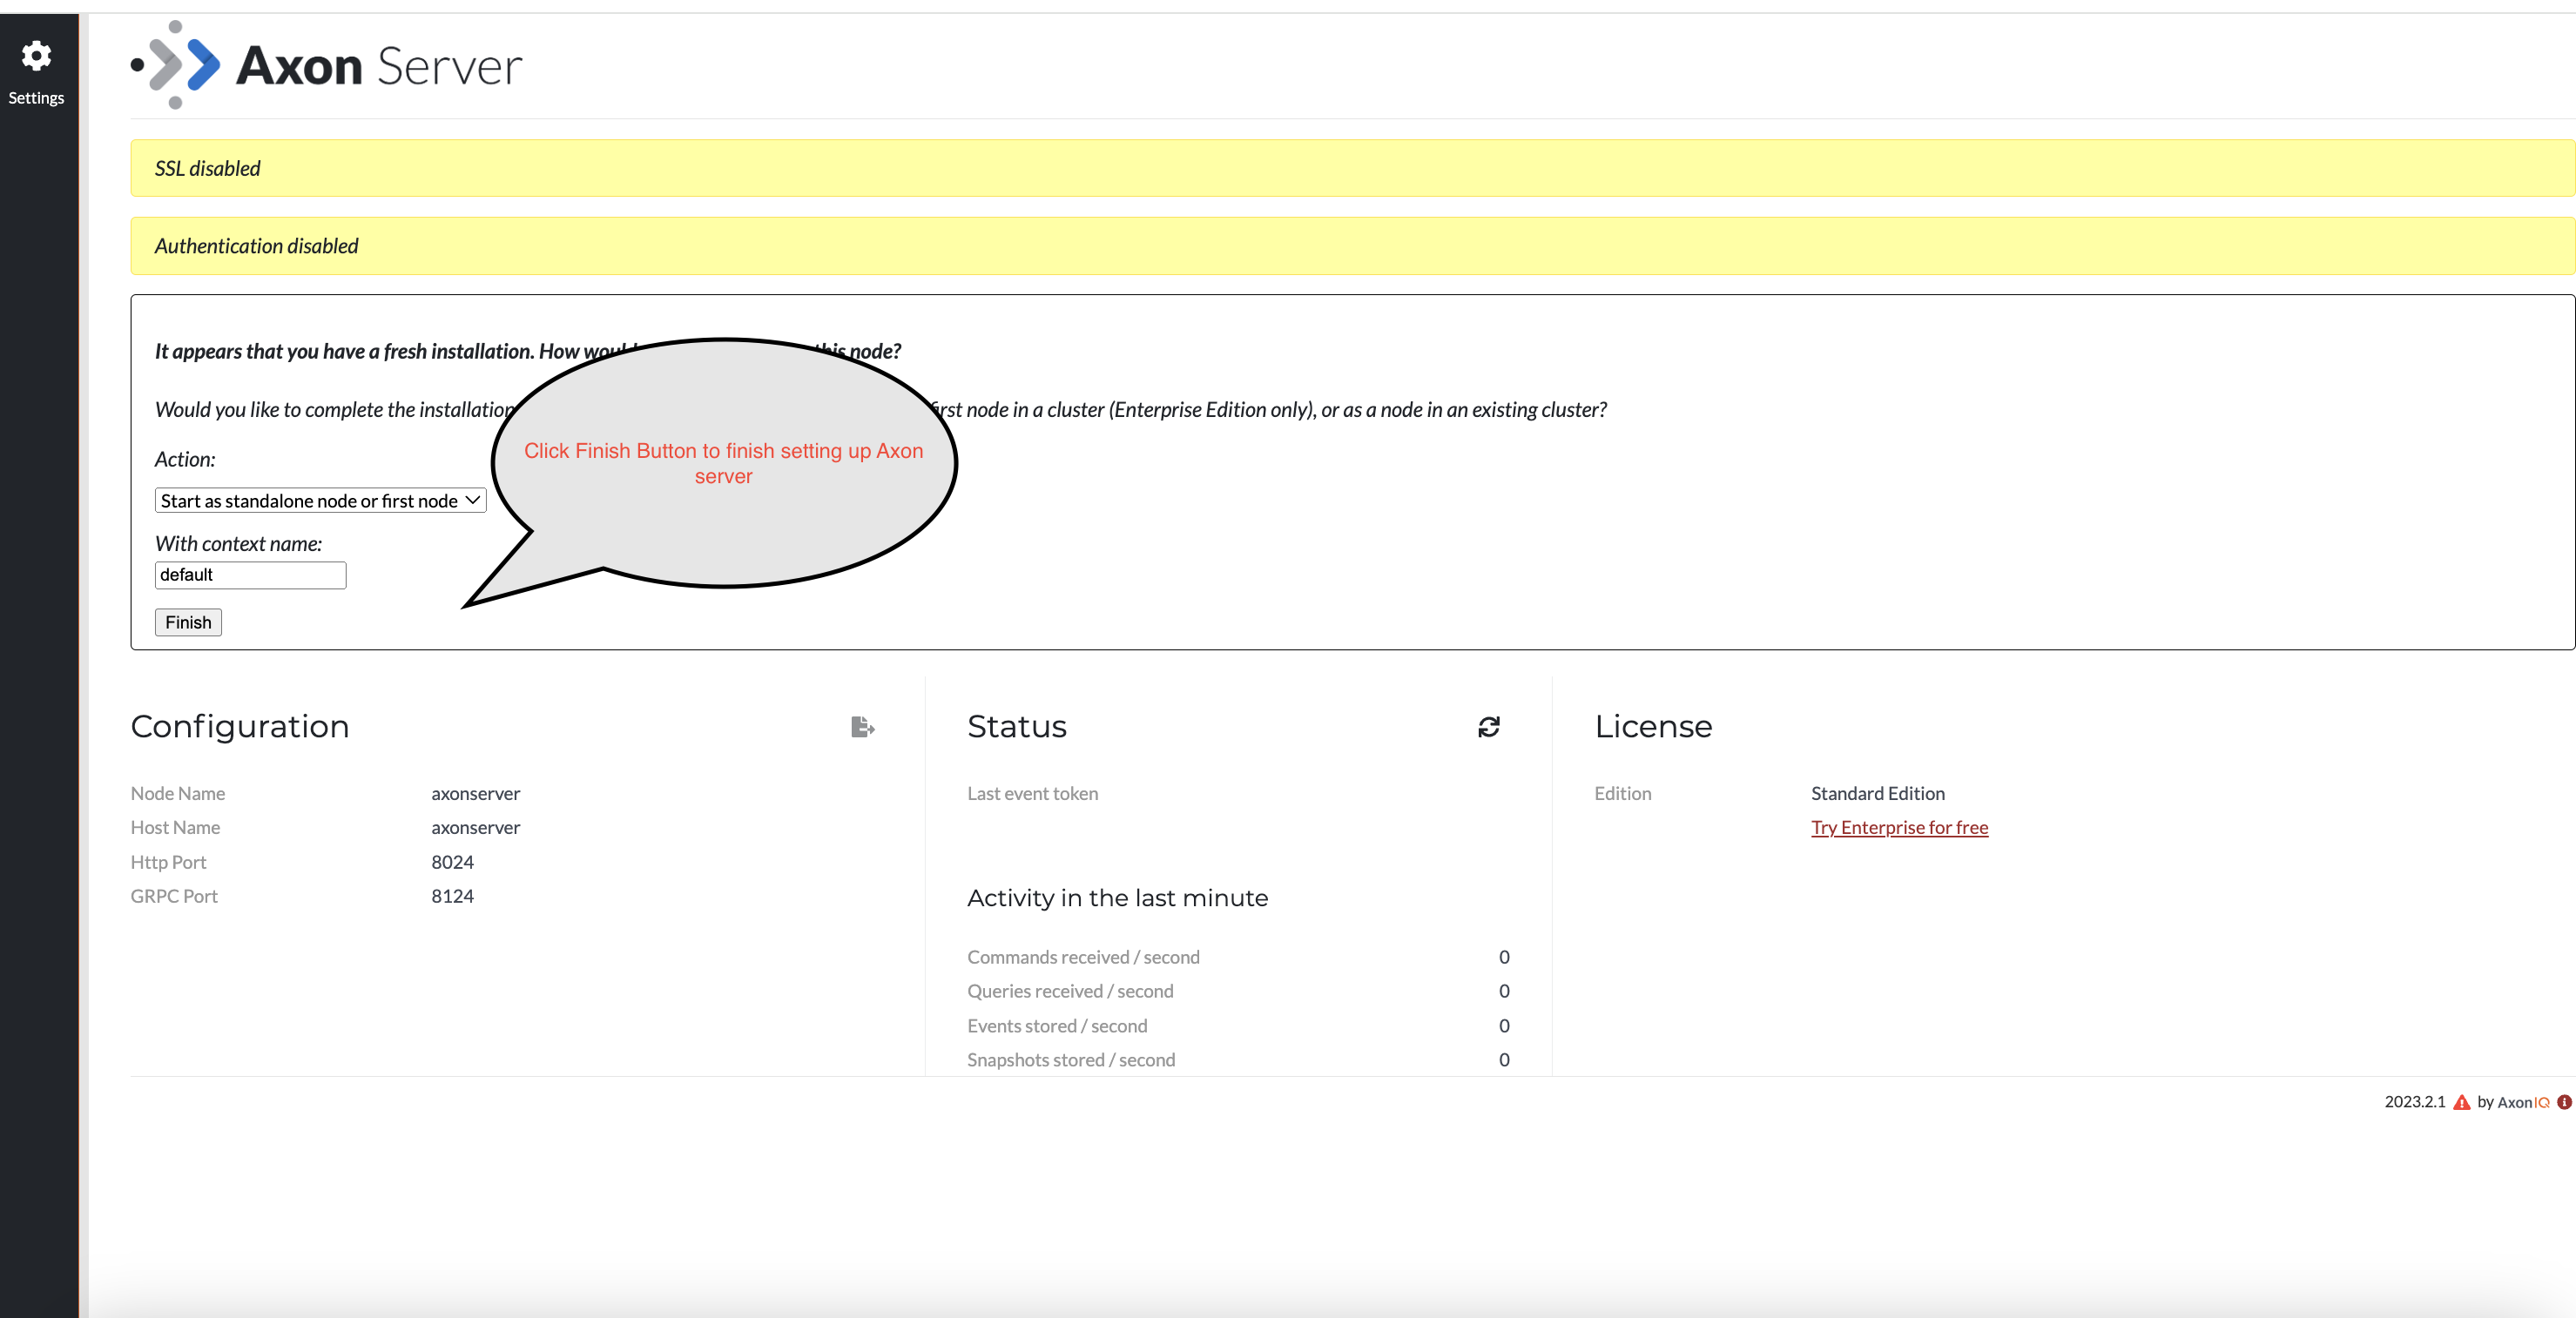 Settings
Axon Server
SSL disabled
Authentication disabled
It appears that you have a fresh installation. How this node?
Would you like to complete the installation first node in a cluster (Enterprise Edition only), or as a node in an existing cluster?
Click Finish Button to finish setting up Axon
server
Action:
Start as standalone node or first node
With context name:
default
Finish
Configuration
Node Name axonserver
Host Name axonserver
Http Port 8024
GRPC Port 8124
Status
Last event token
Activity in the last minute
Commands received / second 0
Queries received / second 0
Events stored / second 0
Snapshots stored / second 0
License
Edition Standard Edition
Try Enterprise for free
2023.2.1 by AxonIQ